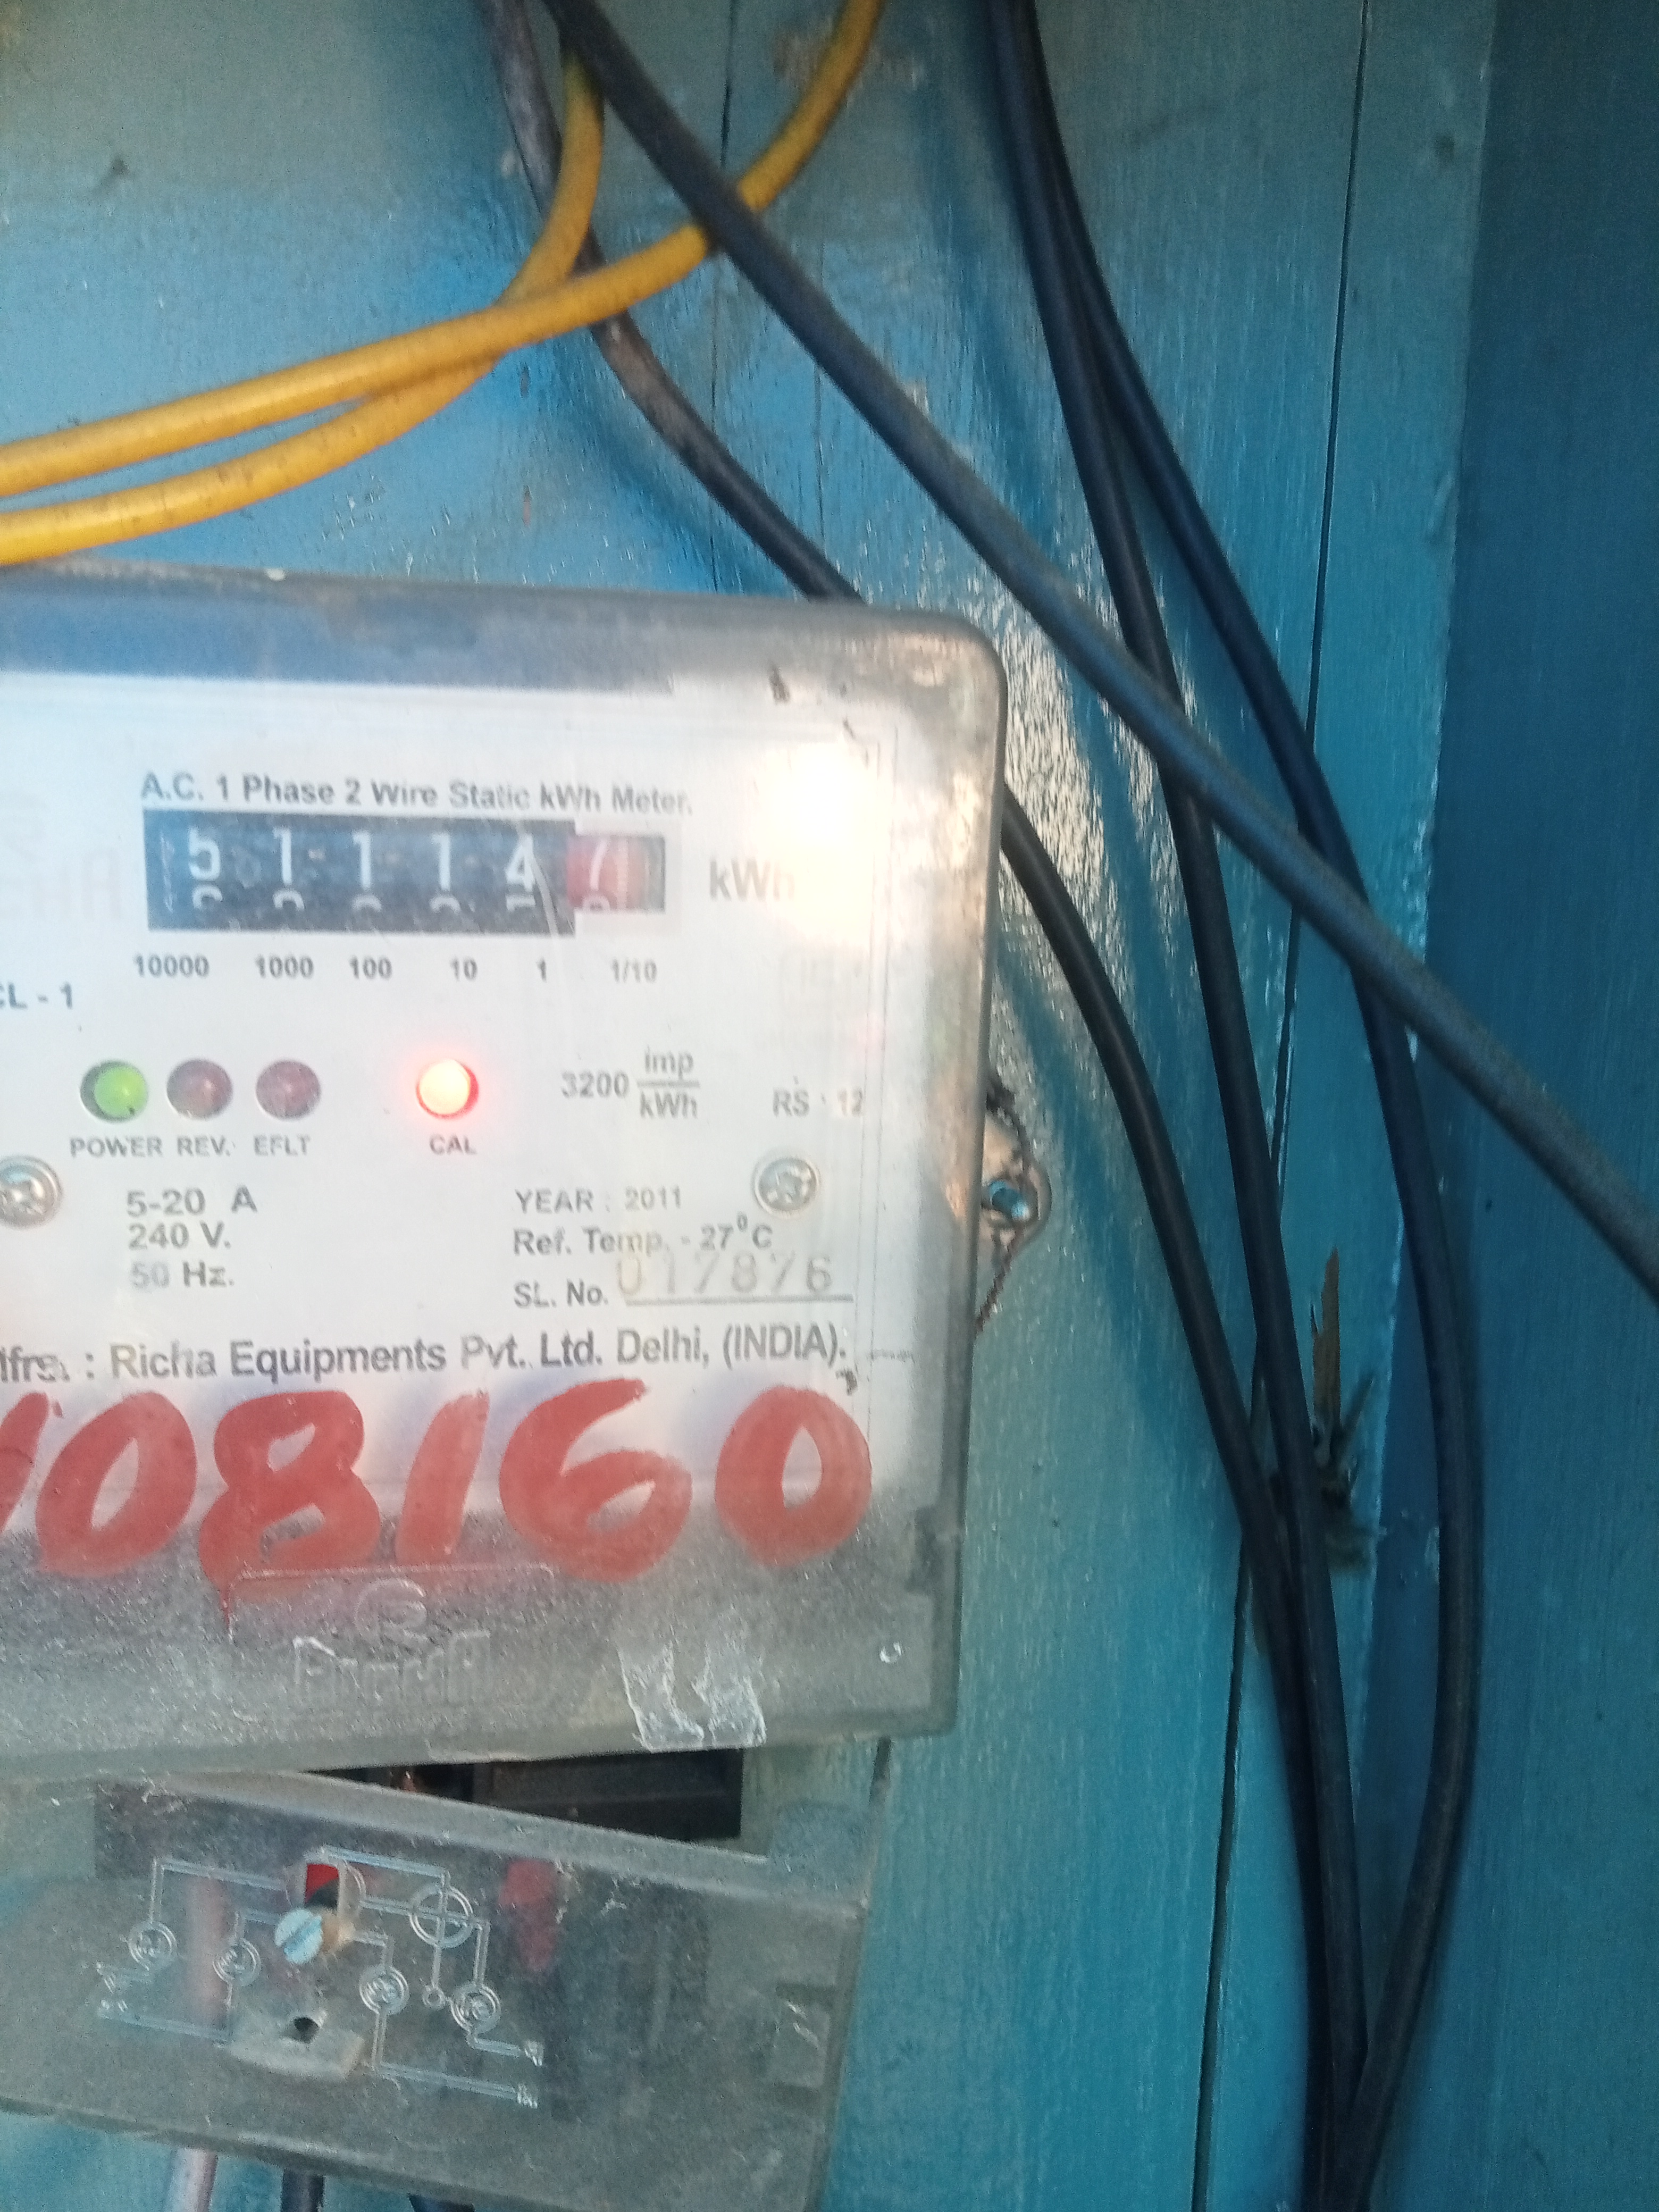 A.C. 1 Phase 2 Wire Static kWh Meter.
5 1 1 1 4 7 kWh
10000 1000 100 10 1 1/10
CL - 1
3200 imp/kWh
RS : 12
POWER REV. EFLT CAL
5-20 A
240 V.
50 Hz.
YEAR : 2011
Ref. Temp. - 27°C
SL. No. 017876
Mfrs. : Richa Equipments Pvt. Ltd. Delhi, (INDIA).
08160